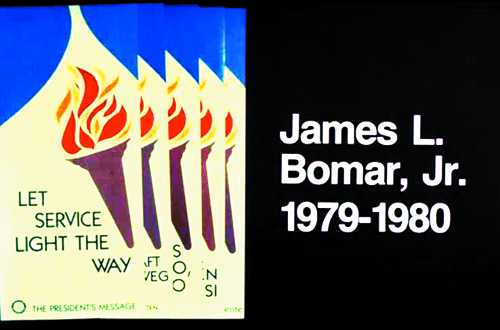 LET
SERVICE
LIGHT THE
WAY
THE PRESIDENT'S MESSAGE
James L.
Bomar, Jr.
1979-1980